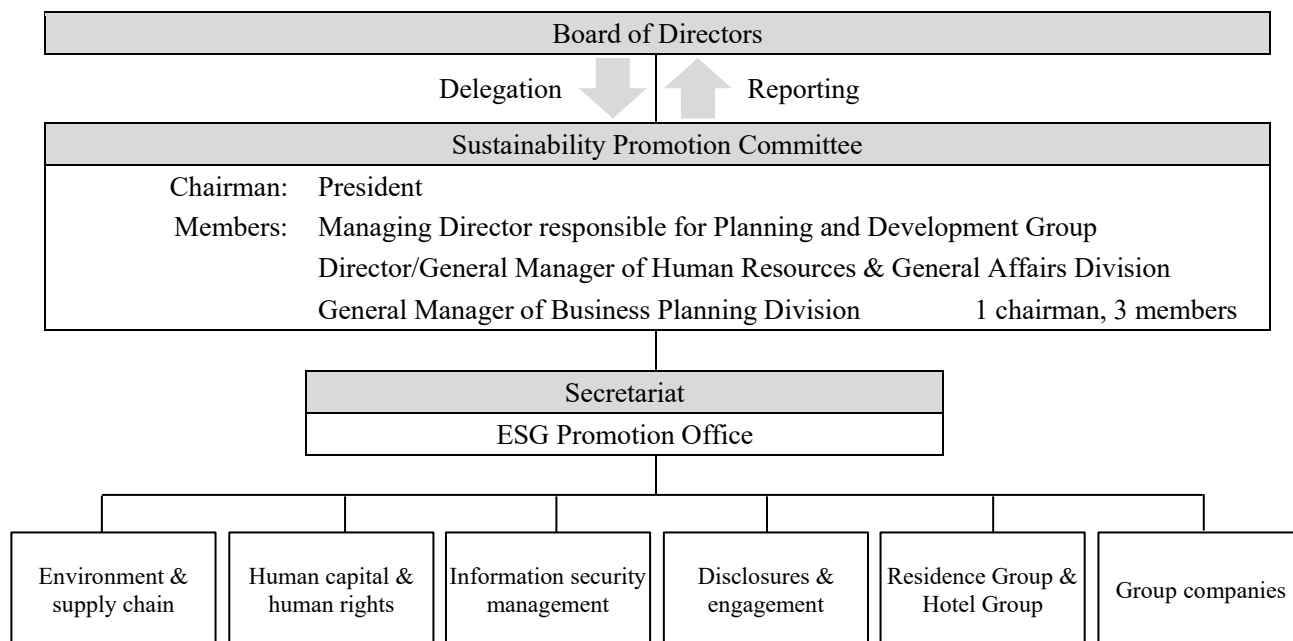 Board of Directors
Delegation Reporting
Sustainability Promotion Committee
Chairman: President
Members: Managing Director responsible for Planning and Development Group
Director/General Manager of Human Resources & General Affairs Division
General Manager of Business Planning Division 1 chairman, 3 members
Secretariat
ESG Promotion Office
Environment &
supply chain
Human capital &
human rights
Information security
management
Disclosures &
engagement
Residence Group &
Hotel Group
Group companies